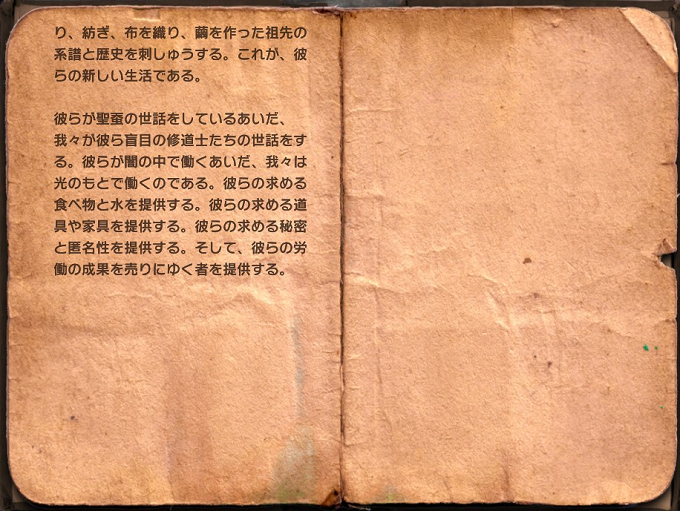 り、紡ぎ、布を織り、繭を作った祖先の
系譜と歴史を刺しゅうする。これが、彼
らの新しい生活である。
彼らが聖蚕の世話をしているあいだ、
我々が彼ら盲目の修道士たちの世話をす
る。彼らが闇の中で働くあいだ、我々は
光のもとで働くのである。彼らの求める
食べ物と水を提供する。彼らの求める道
具や家具を提供する。彼らの求める秘密
と匿名性を提供する。そして、彼らの労
働の成果を売りにゆく者を提供する。